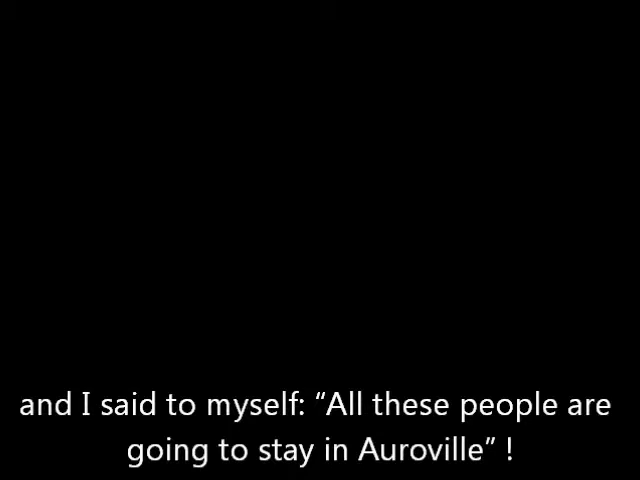 and I said to myself: “All these people are
going to stay in Auroville” !